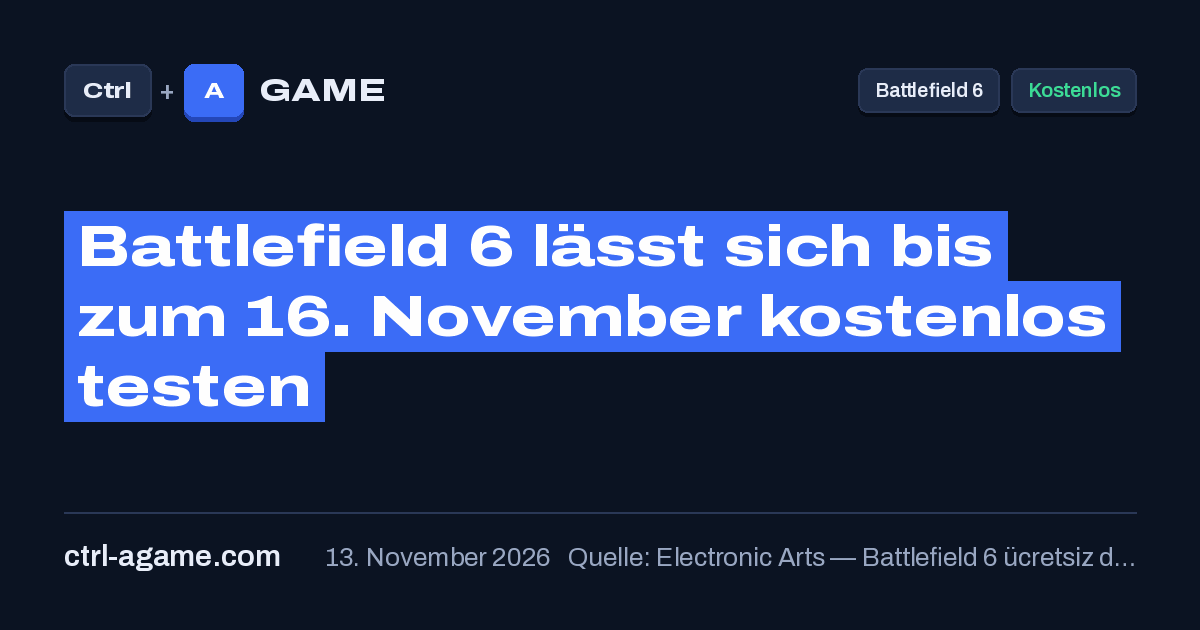 Ctrl + A GAME
Battlefield 6 Kostenlos
Battlefield 6 lässt sich bis
zum 16. November kostenlos
testen
ctrl-agame.com 13. November 2026 Quelle: Electronic Arts — Battlefield 6 ücretsiz d…